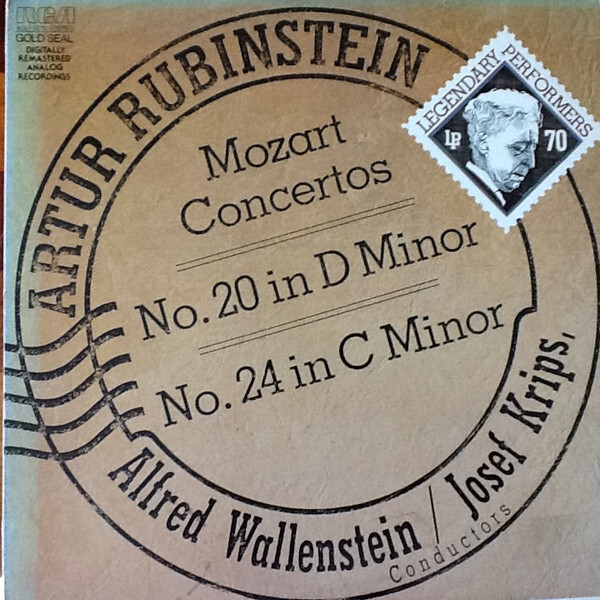 RCA
GOLD SEAL
DIGITALLY
REMASTERED
ANALOG
RECORDINGS
ARTUR RUBINSTEIN
LEGENDARY PERFORMERS
LP 70
Mozart
Concertos
No. 20 in D Minor
No. 24 in C Minor
Alfred Wallenstein / Josef Krips,
Conductors